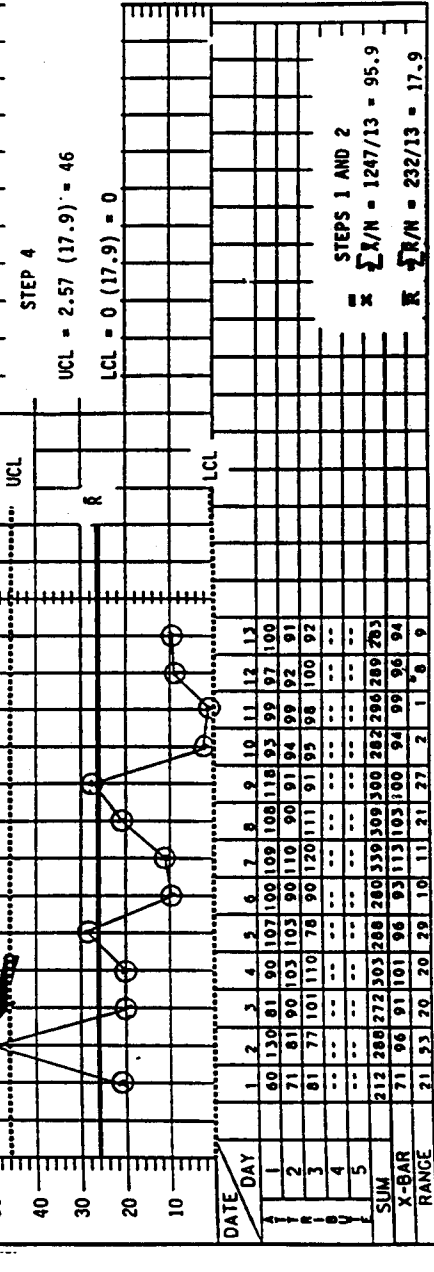 STEP 4
UCL = 2.57 (17.9) = 46
LCL = 0 (17.9) = 0
UCL
R̄
LCL
40
30
20
10
DATE
DAY 1 2 3 4 5 6 7 8 9 10 11 12 13
ATTRIBUTE
1 60 130 81 90 107 100 109 108 118 93 99 97 100
2 71 81 90 103 103 90 110 90 91 94 99 92 91
3 81 77 101 110 78 90 120 111 91 95 98 100 92
4 -- -- -- -- -- -- -- -- -- -- -- -- --
5 -- -- -- -- -- -- -- -- -- -- -- -- --
SUM 212 288 272 303 288 280 339 309 300 282 296 289 283
X-BAR 71 96 91 101 96 93 113 103 100 94 99 96 94
RANGE 21 53 20 20 29 10 11 21 27 2 1 8 9
STEPS 1 AND 2
x̿ = ∑X̄/N = 1247/13 = 95.9
R̄ = ∑R/N = 232/13 = 17.9